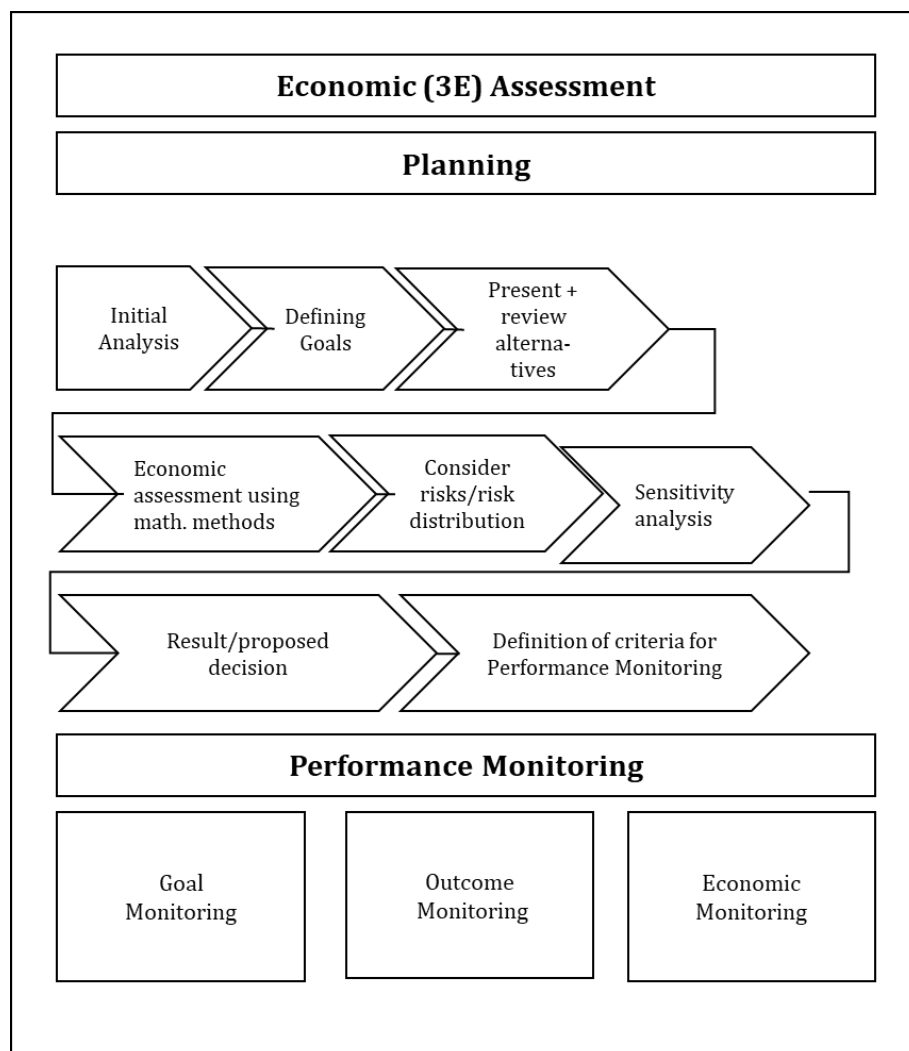 Economic (3E) Assessment
Planning
Initial
Analysis
Defining
Goals
Present +
review
alterna-
tives
Economic
assessment using
math. methods
Consider
risks/risk
distribution
Sensitivity
analysis
Result/proposed
decision
Definition of criteria for
Performance Monitoring
Performance Monitoring
Goal
Monitoring
Outcome
Monitoring
Economic
Monitoring